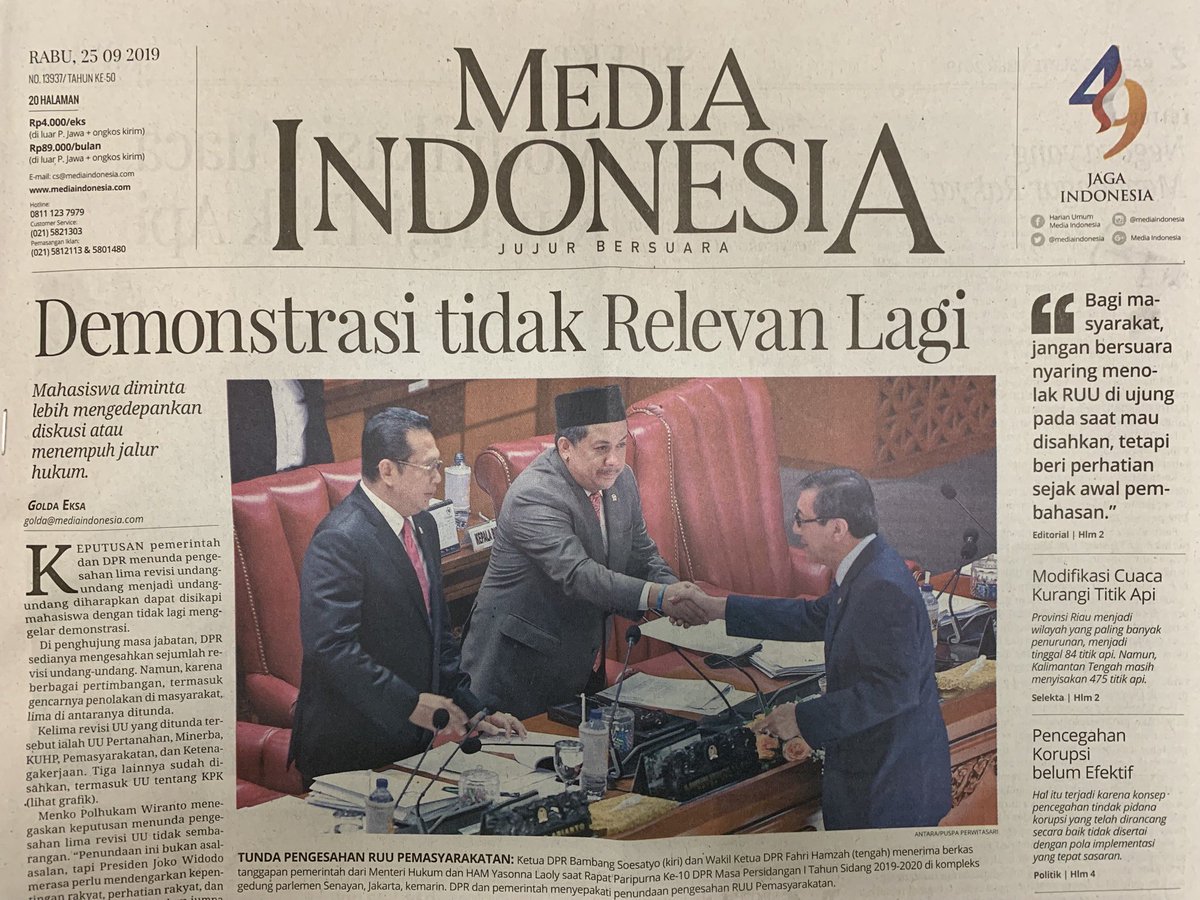 RABU, 25 09 2019
NO. 13937/ TAHUN KE-50
20 HALAMAN
Rp4.000/eks
(di luar P. Jawa + ongkos kirim)
Rp89.000/bulan
(di luar P. Jawa + ongkos kirim)
E-mail: cs@mediaindonesia.com
www.mediaindonesia.com
Hotline:
0811 123 7979
Customer Service:
(021) 5821303
Pemasangan Iklan:
(021) 5812113 & 5801480
MEDIA
INDONESIA
JUJUR BERSUARA
49
JAGA
INDONESIA
Harian Umum
Media Indonesia
@mediaindonesia
@mediaindonesia
Media Indonesia
Demonstrasi tidak Relevan Lagi
Mahasiswa diminta
lebih mengedepankan
diskusi atau
menempuh jalur
hukum.
GOLDA EKSA
golda@mediaindonesia.com
KEPUTUSAN pemerintah
dan DPR menunda penge-
sahan lima revisi undang-
undang menjadi undang-
undang diharapkan dapat disikapi
mahasiswa dengan tidak lagi meng-
gelar demonstrasi.
Di penghujung masa jabatan, DPR
sedianya mengesahkan sejumlah re-
visi undang-undang. Namun, karena
berbagai pertimbangan, termasuk
gencarnya penolakan di masyarakat,
lima di antaranya ditunda.
Kelima revisi UU yang ditunda ter-
sebut ialah UU Pertanahan, Minerba,
KUHP, Pemasyarakatan, dan Ketena-
gakerjaan. Tiga lainnya sudah di-
sahkan, termasuk UU tentang KPK
(lihat grafik).
Menko Polhukam Wiranto mene-
gaskan keputusan menunda penge-
sahan lima revisi UU tidak semba-
rangan. "Penundaan ini bukan asal-
asalan, tapi Presiden Joko Widodo
merasa perlu mendengarkan kepen-
tingan rakyat, perhatian rakyat, dan
KEPALA
ANTARA/PUSPA PERWITASARI
TUNDA PENGESAHAN RUU PEMASYARAKATAN: Ketua DPR Bambang Soesatyo (kiri) dan Wakil Ketua DPR Fahri Hamzah (tengah) menerima berkas
tanggapan pemerintah dari Menteri Hukum dan HAM Yasonna Laoly saat Rapat Paripurna Ke-10 DPR Masa Persidangan I Tahun Sidang 2019-2020 di kompleks
gedung parlemen Senayan, Jakarta, kemarin. DPR dan pemerintah menyepakati penundaan pengesahan RUU Pemasyarakatan.
Bagi ma-
syarakat,
jangan bersuara
nyaring meno-
lak RUU di ujung
pada saat mau
disahkan, tetapi
beri perhatian
sejak awal pem-
bahasan."
Editorial | Hlm 2
Modifikasi Cuaca
Kurangi Titik Api
Provinsi Riau menjadi
wilayah yang paling banyak
penurunan, menjadi
tinggal 84 titik api. Namun,
Kalimantan Tengah masih
menyisakan 475 titik api.
Selekta | Hlm 2
Pencegahan
Korupsi
belum Efektif
Hal itu terjadi karena konsep
pencegahan tindak pidana
korupsi yang telah dirancang
secara baik tidak disertai
dengan pola implementasi
yang tepat sasaran.
Politik | Hlm 4